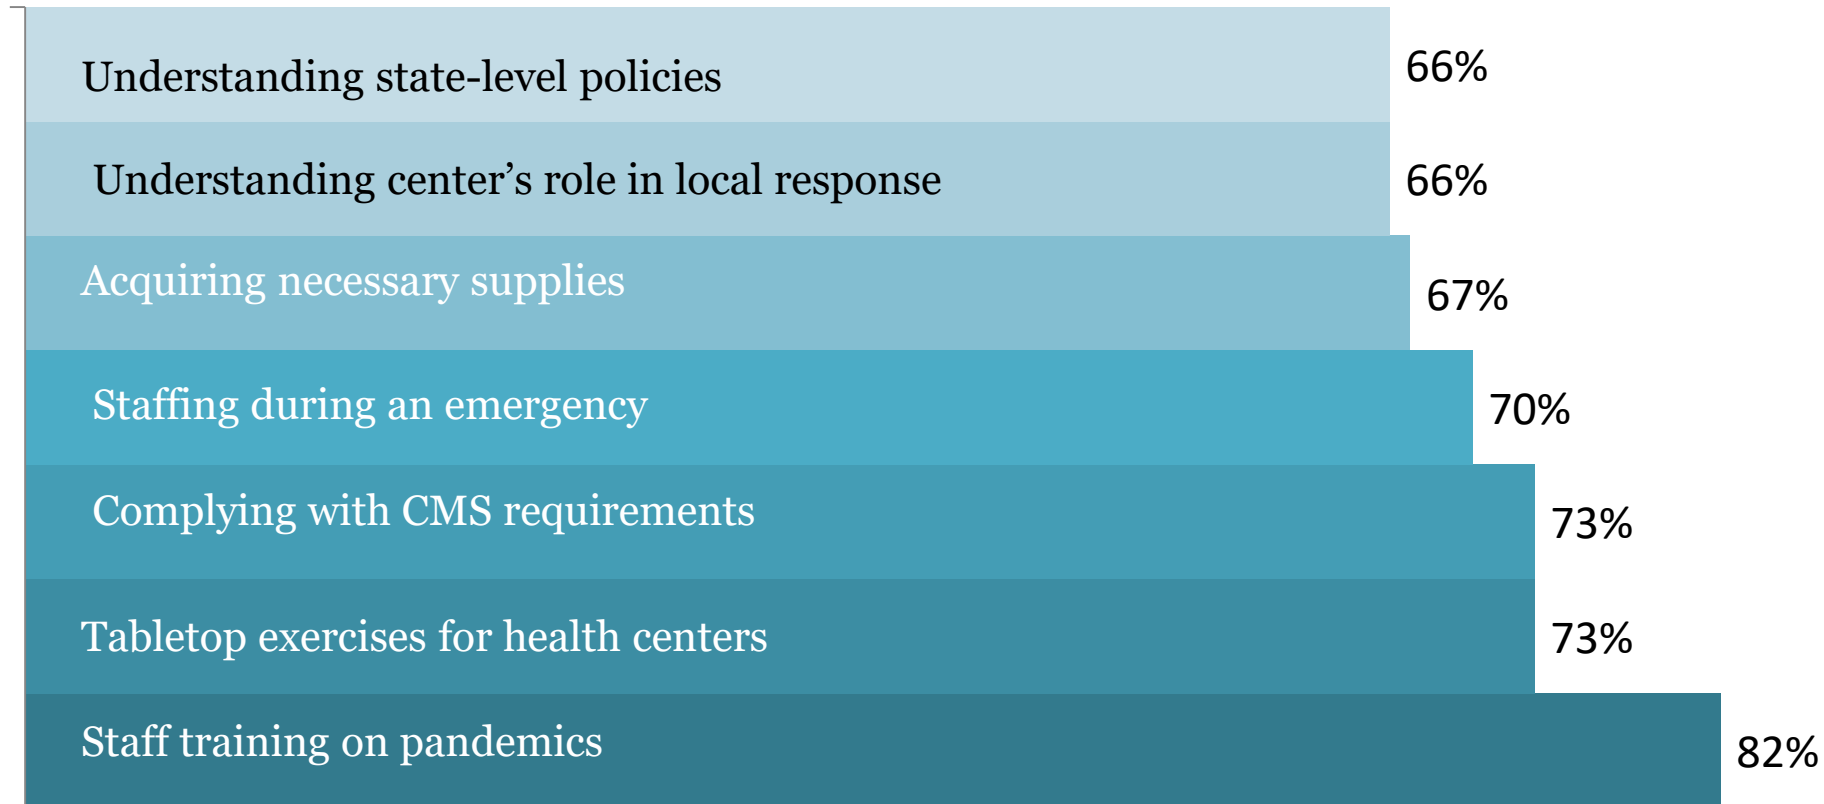 Understanding state-level policies 66%
Understanding center’s role in local response 66%
Acquiring necessary supplies 67%
Staffing during an emergency 70%
Complying with CMS requirements 73%
Tabletop exercises for health centers 73%
Staff training on pandemics 82%